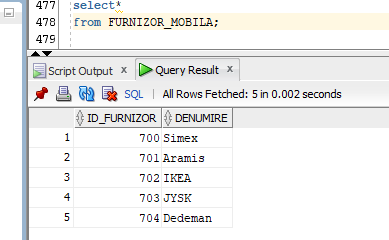 477 select*
478 from FURNIZOR_MOBILA;
479
Script Output x Query Result x
SQL | All Rows Fetched: 5 in 0.002 seconds
ID_FURNIZOR DENUMIRE
1 700 Simex
2 701 Aramis
3 702 IKEA
4 703 JYSK
5 704 Dedeman